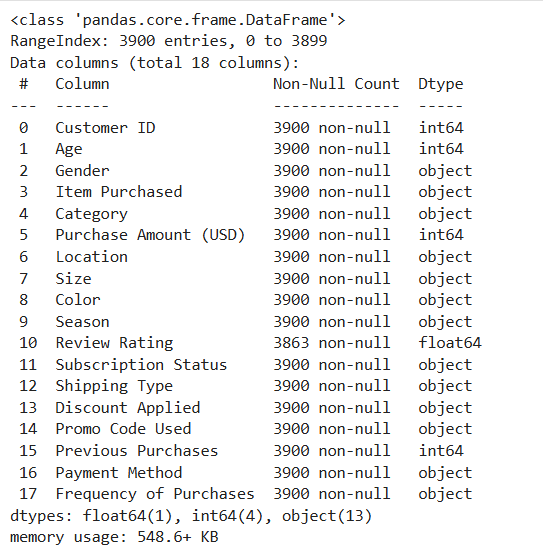 <class 'pandas.core.frame.DataFrame'>
RangeIndex: 3900 entries, 0 to 3899
Data columns (total 18 columns):
 #   Column                  Non-Null Count  Dtype
---  ------                  --------------  -----
 0   Customer ID             3900 non-null   int64
 1   Age                     3900 non-null   int64
 2   Gender                  3900 non-null   object
 3   Item Purchased          3900 non-null   object
 4   Category                3900 non-null   object
 5   Purchase Amount (USD)   3900 non-null   int64
 6   Location                3900 non-null   object
 7   Size                    3900 non-null   object
 8   Color                   3900 non-null   object
 9   Season                  3900 non-null   object
 10  Review Rating           3863 non-null   float64
 11  Subscription Status     3900 non-null   object
 12  Shipping Type           3900 non-null   object
 13  Discount Applied        3900 non-null   object
 14  Promo Code Used         3900 non-null   object
 15  Previous Purchases      3900 non-null   int64
 16  Payment Method          3900 non-null   object
 17  Frequency of Purchases  3900 non-null   object
dtypes: float64(1), int64(4), object(13)
memory usage: 548.6+ KB